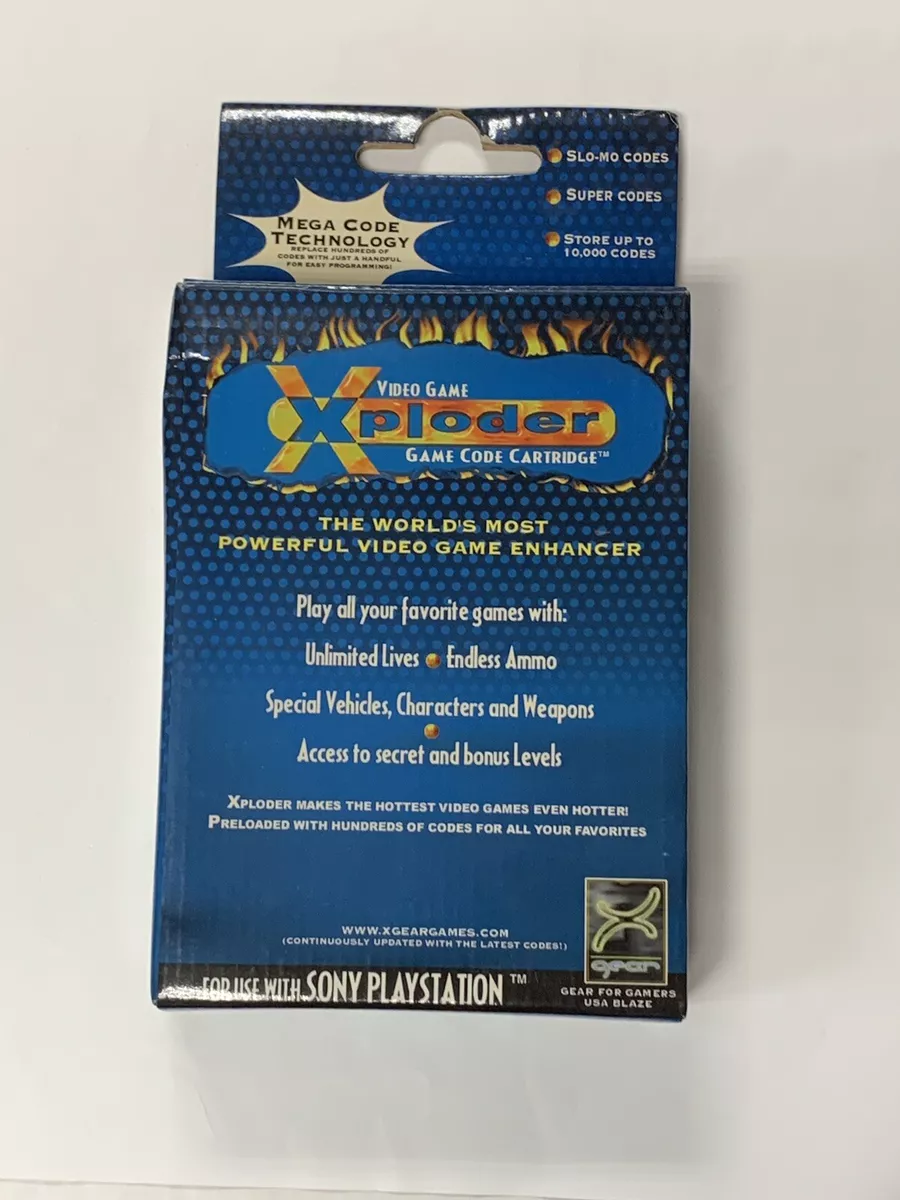 SLO-MO CODES
SUPER CODES
STORE UP TO
10,000 CODES
MEGA CODE
TECHNOLOGY
REPLACE HUNDREDS OF
CODES WITH JUST A HANDFUL
FOR EASY PROGRAMMING!
VIDEO GAME
Xploder
GAME CODE CARTRIDGE™
THE WORLD'S MOST
POWERFUL VIDEO GAME ENHANCER
Play all your favorite games with:
Unlimited Lives Endless Ammo
Special Vehicles, Characters and Weapons
Access to secret and bonus Levels
XPLODER MAKES THE HOTTEST VIDEO GAMES EVEN HOTTER!
PRELOADED WITH HUNDREDS OF CODES FOR ALL YOUR FAVORITES
WWW.XGEARGAMES.COM
(CONTINUOUSLY UPDATED WITH THE LATEST CODES!)
X
gear
FOR USE WITH SONY PLAYSTATION™
GEAR FOR GAMERS
USA BLAZE